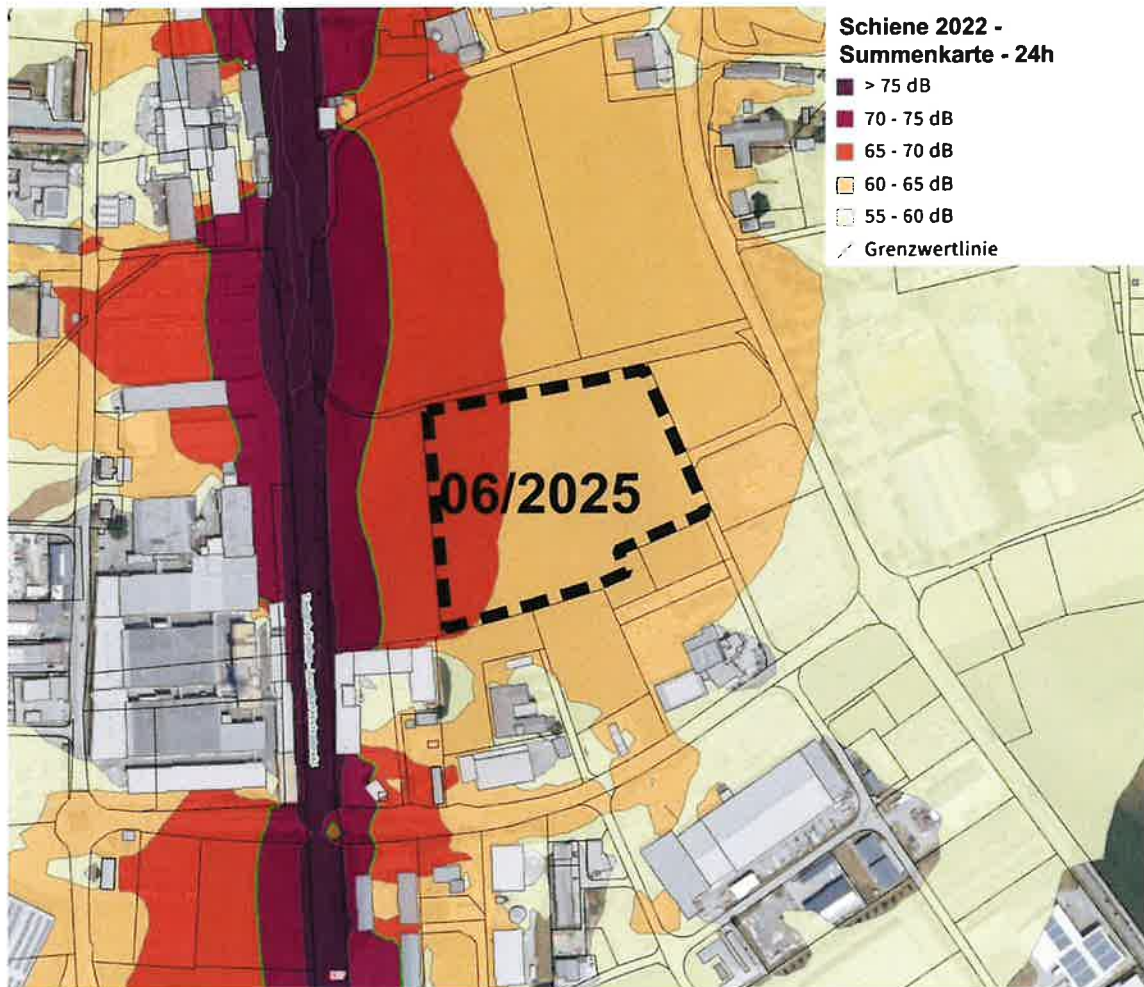 Schiene 2022 -
Summenkarte - 24h
> 75 dB
70 - 75 dB
65 - 70 dB
60 - 65 dB
55 - 60 dB
Grenzwertlinie
06/2025